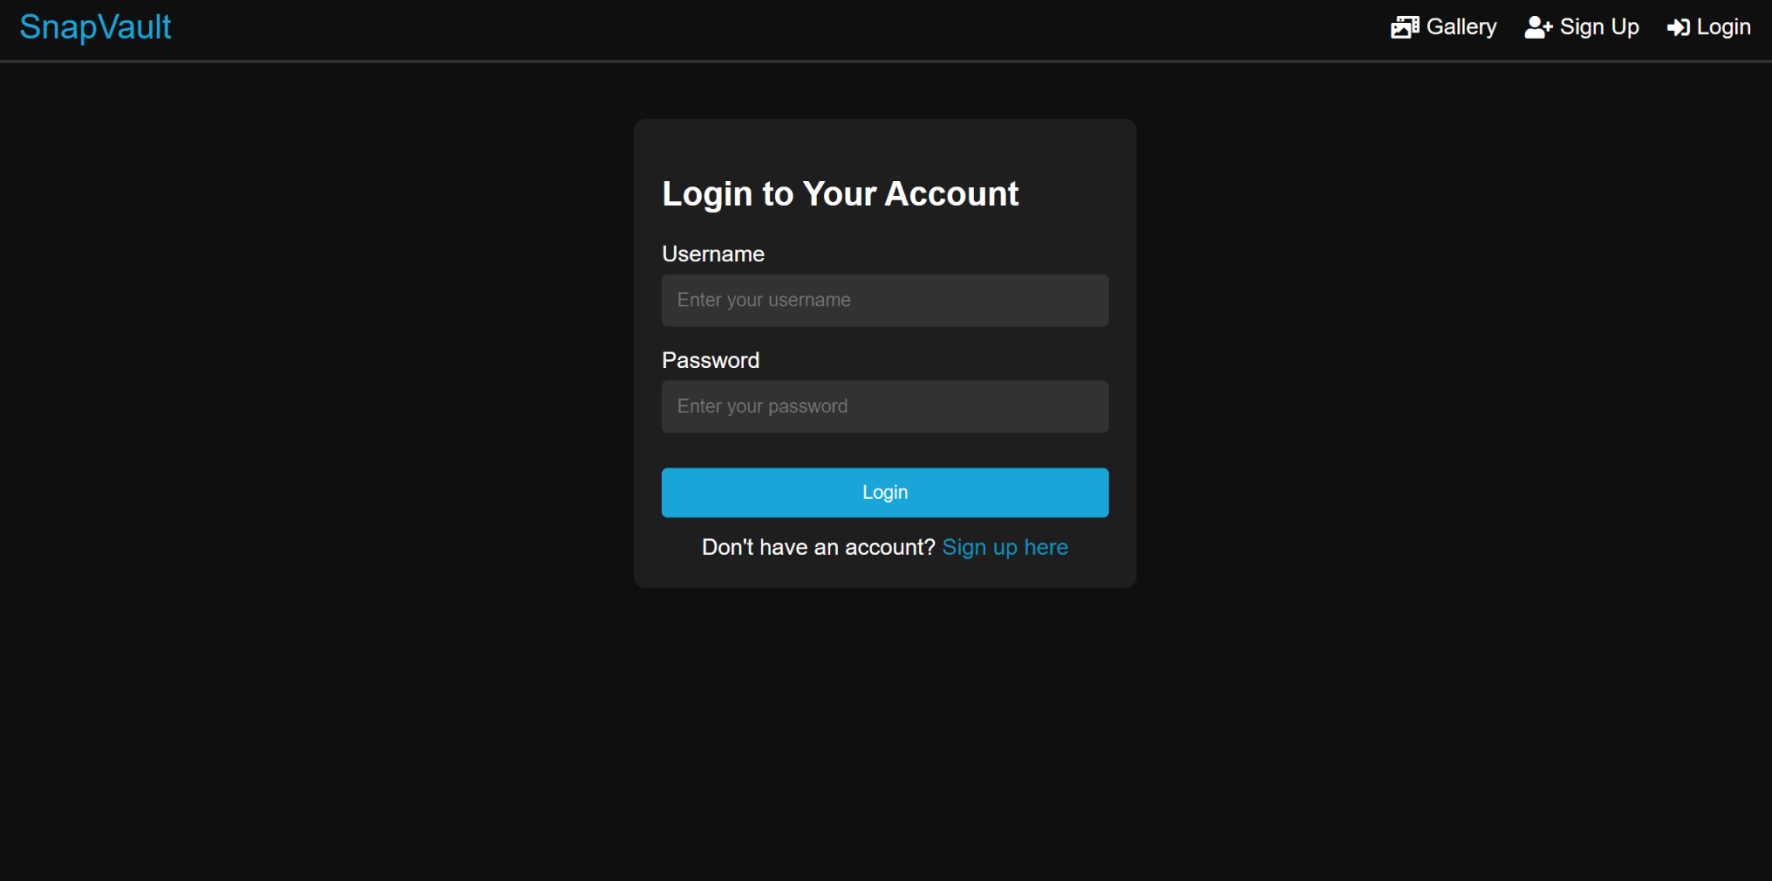 SnapVault
Gallery Sign Up Login
Login to Your Account
Username
Enter your username
Password
Enter your password
Login
Don't have an account? Sign up here